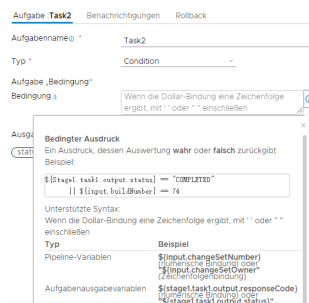 Aufgabe :Task2 Benachrichtigungen Rollback
Aufgabenname * Task2
Typ * Condition
Aufgabe „Bedingung"
Bedingung $ Wenn die Dollar-Bindung eine Zeichenfolge
ergibt, mit ' ' oder " " einschließen
Ausga
statu
Bedingter Ausdruck
Ein Ausdruck, dessen Auswertung wahr oder falsch zurückgibt
Beispiel:
${Stage1.task1.output.status} == "COMPLETED"
|| ${input.buildNumber} == 74
Unterstützte Syntax:
Wenn die Dollar-Bindung eine Zeichenfolge ergibt, mit ' ' oder " "
einschließen
Typ Beispiel
Pipeline-Variablen ${input.changeSetNumber}
(numerische Bindung) oder
"${input.changeSetOwner"
(Zeichenfolgenbindung)
Aufgabenausgabevariablen ${stage1.task1.output.responseCode}
(numerische Bindung) oder
"${stage1.task1.output.status}"